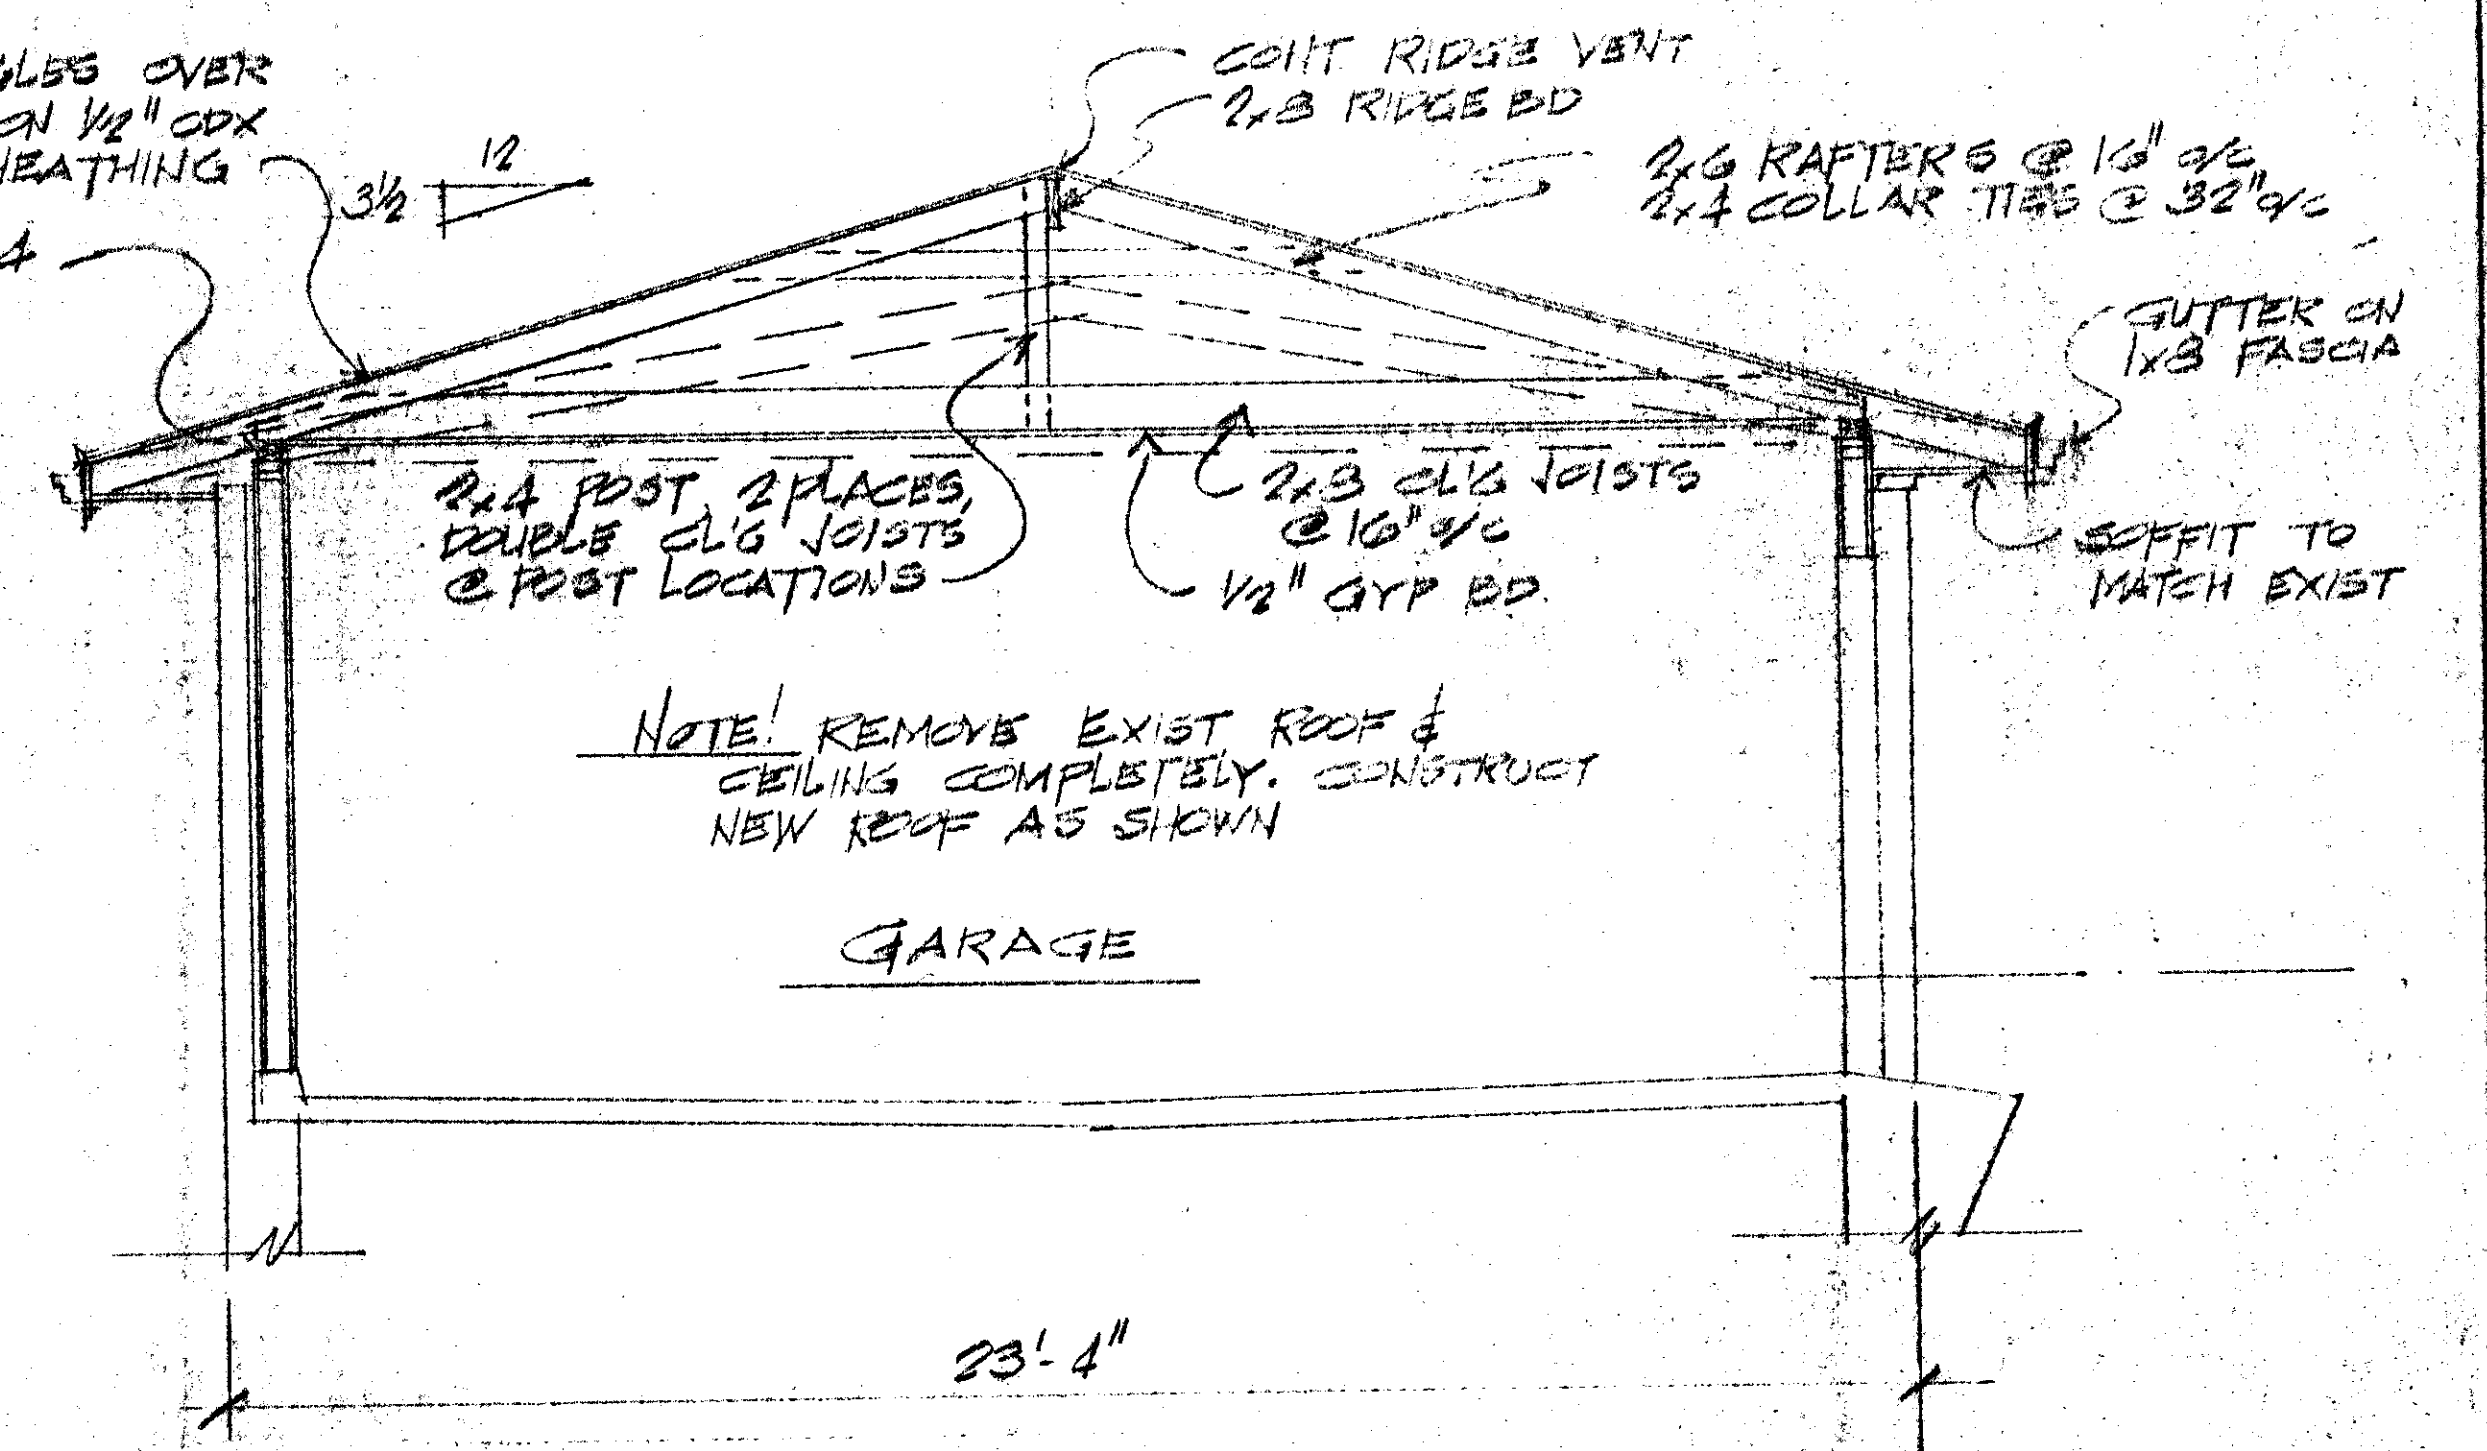 GLES OVER
ON 1/2" CDX
HEATHING
4
12
3 1/2
CONT RIDGE VENT
2x8 RIDGE BD
2x6 RAFTERS @ 16" o/c
2x4 COLLAR TIES @ 32" o/c
GUTTER ON
1x8 FASCIA
2x4 POST, 2 PLACES,
DOUBLE CL'G JOISTS
@ POST LOCATIONS
2x8 CL'G JOISTS
@ 16" o/c
1/2" GYP BD.
SOFFIT TO
MATCH EXIST
NOTE! REMOVE EXIST ROOF &
CEILING COMPLETELY. CONSTRUCT
NEW ROOF AS SHOWN
GARAGE
23'-4"